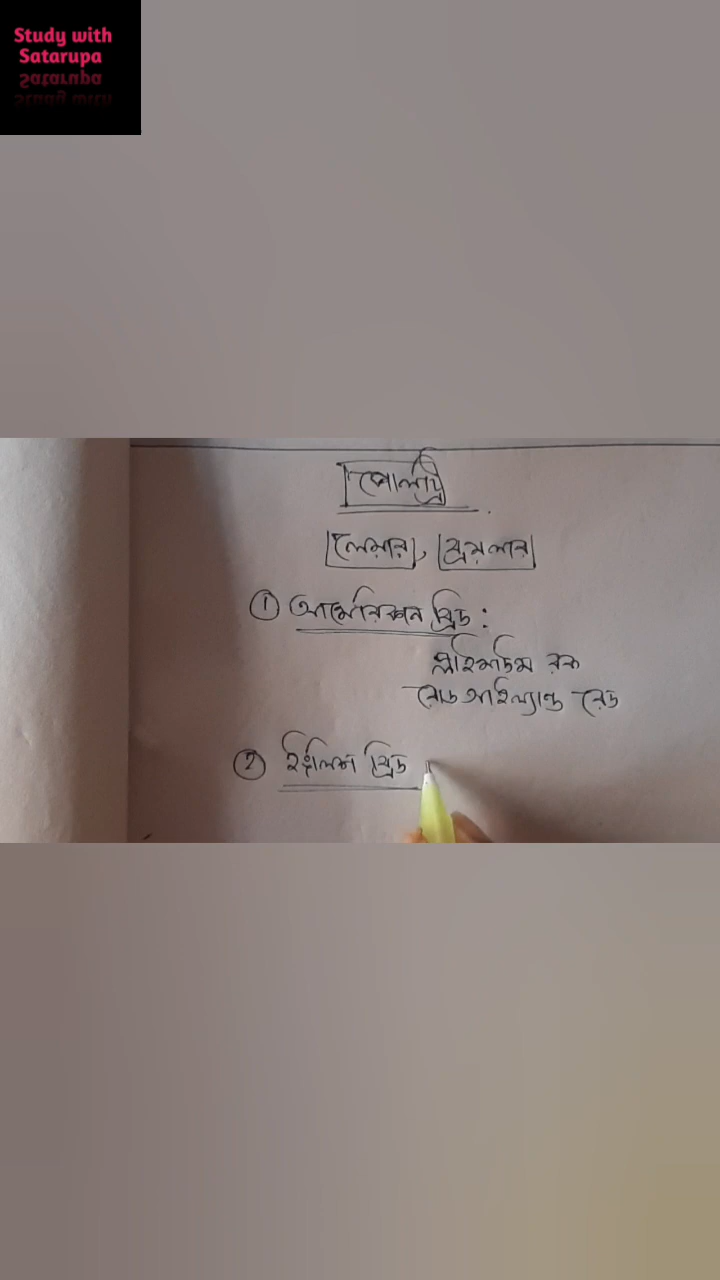 Study with
Satarupa
পোলট্রি
লেয়ার, ব্রয়লার
① আমেরিকান ব্রিড :
প্লাইমাউথ রক
রোড আইল্যান্ড রেড
② ইংলিশ ব্রিড